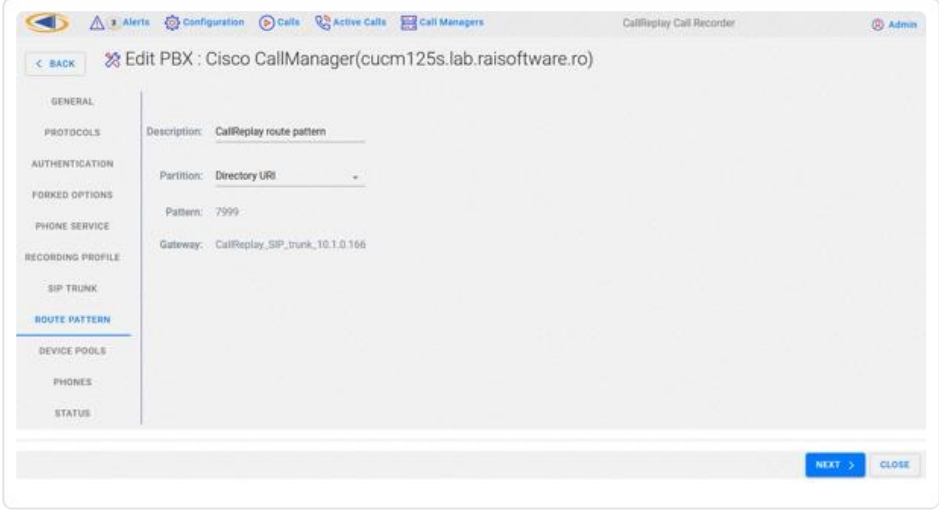 3 Alerts Configuration Calls Active Calls Call Managers CallReplay Call Recorder Admin
< BACK Edit PBX : Cisco CallManager(cucm125s.lab.raisoftware.ro)
GENERAL
PROTOCOLS
AUTHENTICATION
FORKED OPTIONS
PHONE SERVICE
RECORDING PROFILE
SIP TRUNK
ROUTE PATTERN
DEVICE POOLS
PHONES
STATUS
Description: CallReplay route pattern
Partition: Directory URI
Pattern: 7999
Gateway: CallReplay_SIP_trunk_10.1.0.166
NEXT > CLOSE